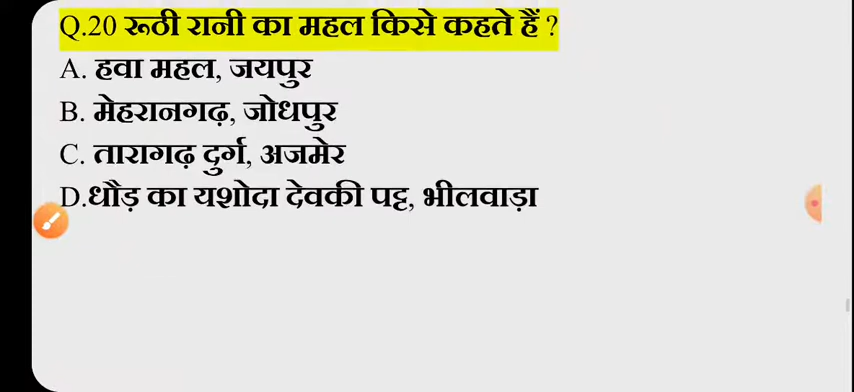 Q.20 रूठी रानी का महल किसे कहते हैं ?
A. हवा महल, जयपुर
B. मेहरानगढ़, जोधपुर
C. तारागढ़ दुर्ग, अजमेर
D.धौड़ का यशोदा देवकी पट्ट, भीलवाड़ा